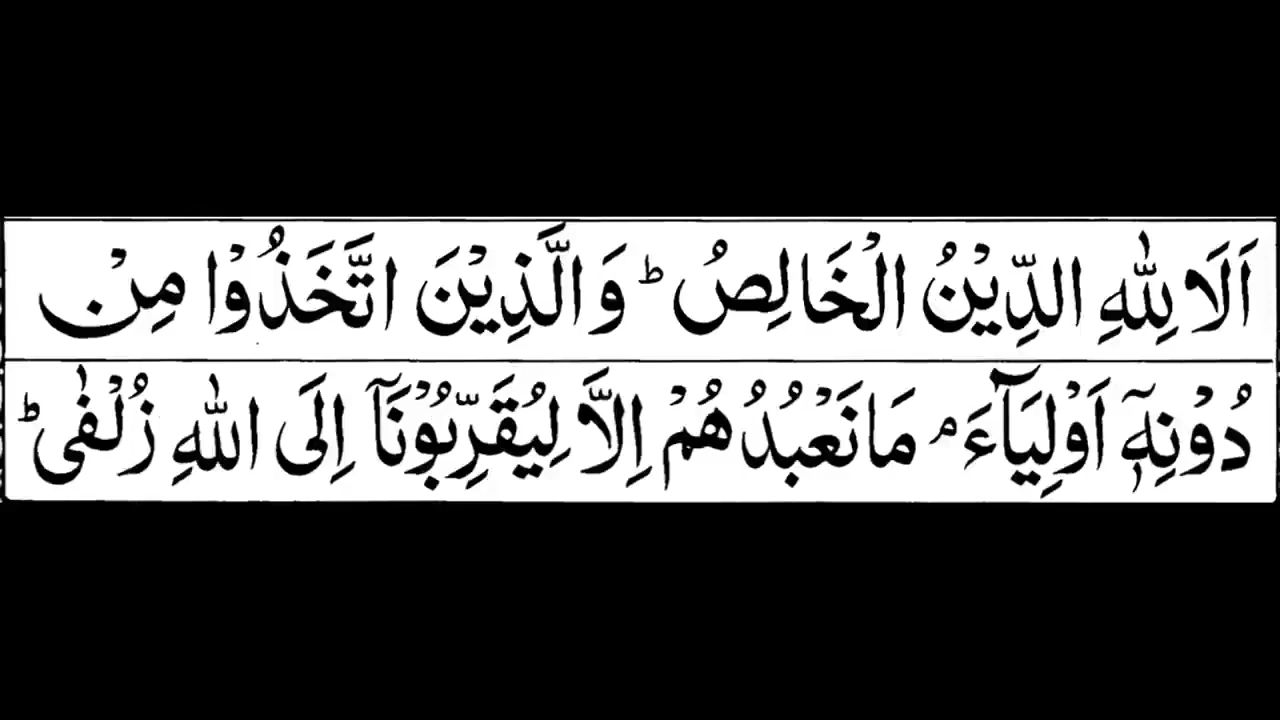 اَلَا لِلّٰهِ الدِّيْنُ الْخَالِصُ ؕ وَالَّذِيْنَ اتَّخَذُوْا مِنْ
دُوْنِهٖۤ اَوْلِيَآءَ ۘ مَا نَعْبُدُهُمْ اِلَّا لِيُقَرِّبُوْنَاۤ اِلَى اللّٰهِ زُلْفٰى ؕ